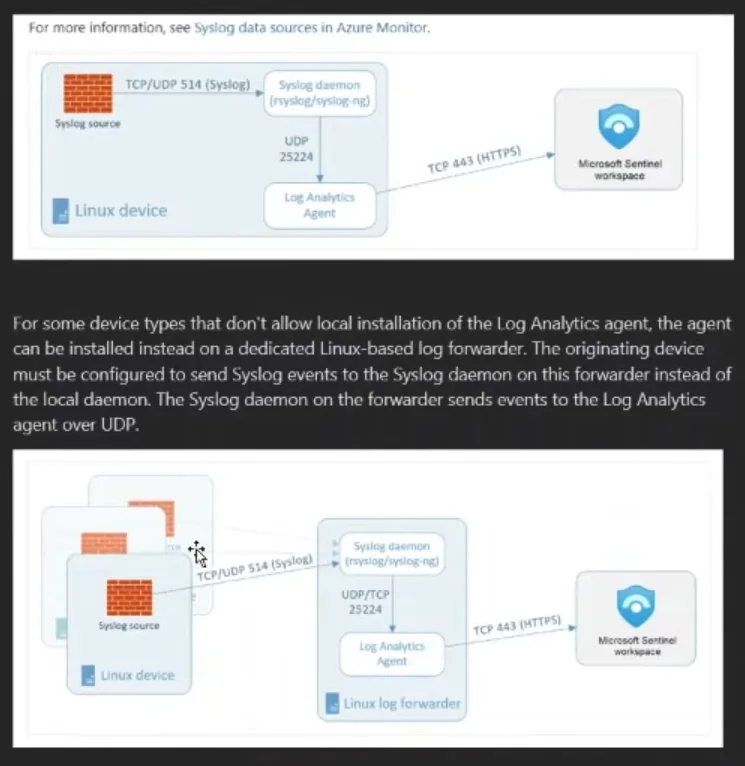 For more information, see Syslog data sources in Azure Monitor.
TCP/UDP 514 (Syslog)
Syslog daemon
(rsyslog/syslog-ng)
Syslog source
UDP
25224
TCP 443 (HTTPS)
Microsoft Sentinel
workspace
Log Analytics
Agent
Linux device
For some device types that don't allow local installation of the Log Analytics agent, the agent
can be installed instead on a dedicated Linux-based log forwarder. The originating device
must be configured to send Syslog events to the Syslog daemon on this forwarder instead of
the local daemon. The Syslog daemon on the forwarder sends events to the Log Analytics
agent over UDP.
Syslog daemon
(rsyslog/syslog-ng)
TCP/UDP 514 (Syslog)
UDP/TCP
25224
Syslog source
TCP 443 (HTTPS)
Microsoft Sentinel
workspace
Log Analytics
Agent
Linux device
Linux log forwarder